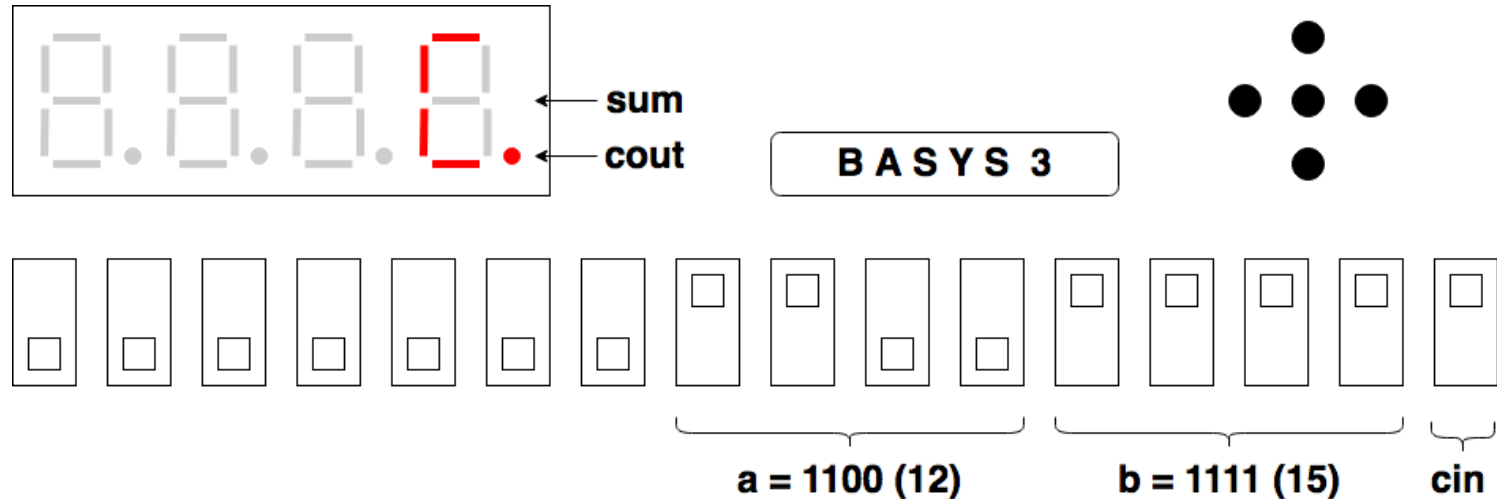 sum
cout
BASYS 3
a = 1100 (12)
b = 1111 (15)
cin